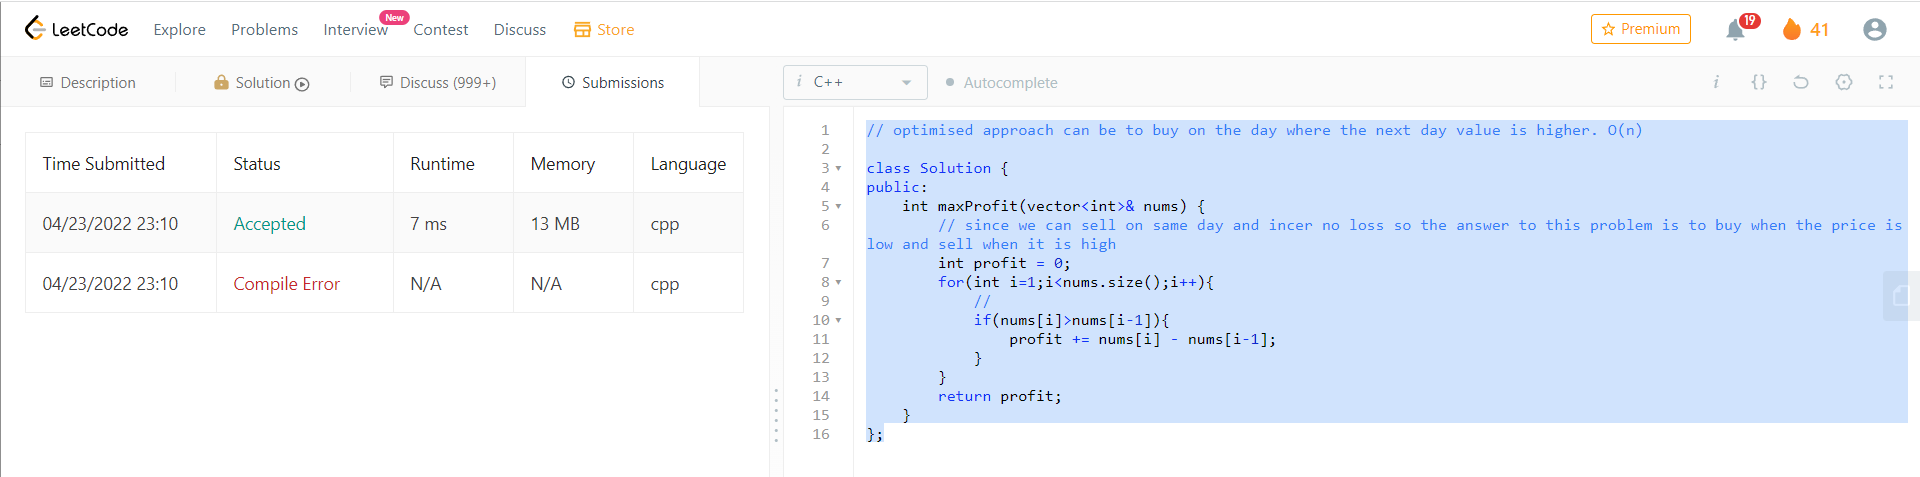 LeetCode Explore Problems Interview New Contest Discuss Store Premium 19 41
Description Solution Discuss (999+) Submissions i C++ Autocomplete i {}
Time Submitted Status Runtime Memory Language
04/23/2022 23:10 Accepted 7 ms 13 MB cpp
04/23/2022 23:10 Compile Error N/A N/A cpp
1 // optimised approach can be to buy on the day where the next day value is higher. O(n)
2
3 class Solution {
4 public:
5 int maxProfit(vector<int>& nums) {
6 // since we can sell on same day and incer no loss so the answer to this problem is to buy when the price is
low and sell when it is high
7 int profit = 0;
8 for(int i=1;i<nums.size();i++){
9 //
10 if(nums[i]>nums[i-1]){
11 profit += nums[i] - nums[i-1];
12 }
13 }
14 return profit;
15 }
16 };